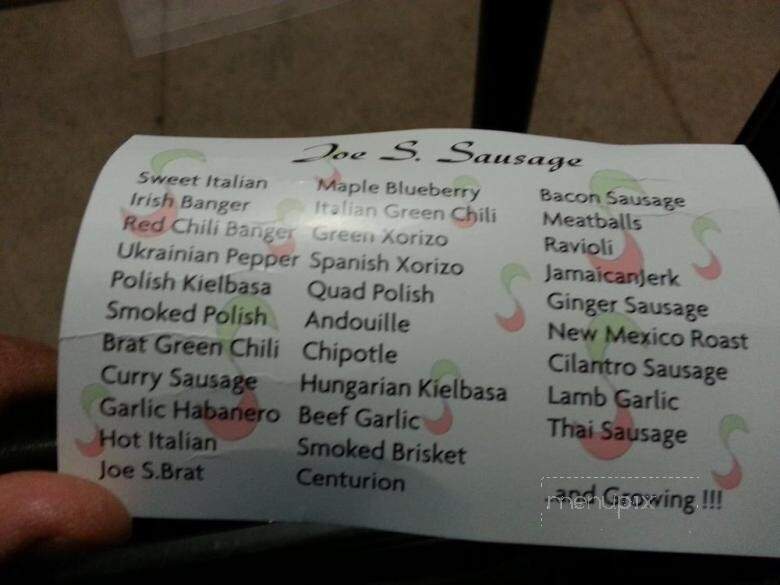 Joe S. Sausage
Sweet Italian
Irish Banger
Red Chili Banger
Ukrainian Pepper
Polish Kielbasa
Smoked Polish
Brat Green Chili
Curry Sausage
Garlic Habanero
Hot Italian
Joe S.Brat
Maple Blueberry
Italian Green Chili
Green Xorizo
Spanish Xorizo
Quad Polish
Andouille
Chipotle
Hungarian Kielbasa
Beef Garlic
Smoked Brisket
Centurion
Bacon Sausage
Meatballs
Ravioli
JamaicanJerk
Ginger Sausage
New Mexico Roast
Cilantro Sausage
Lamb Garlic
Thai Sausage
..and Growing !!!
menupix